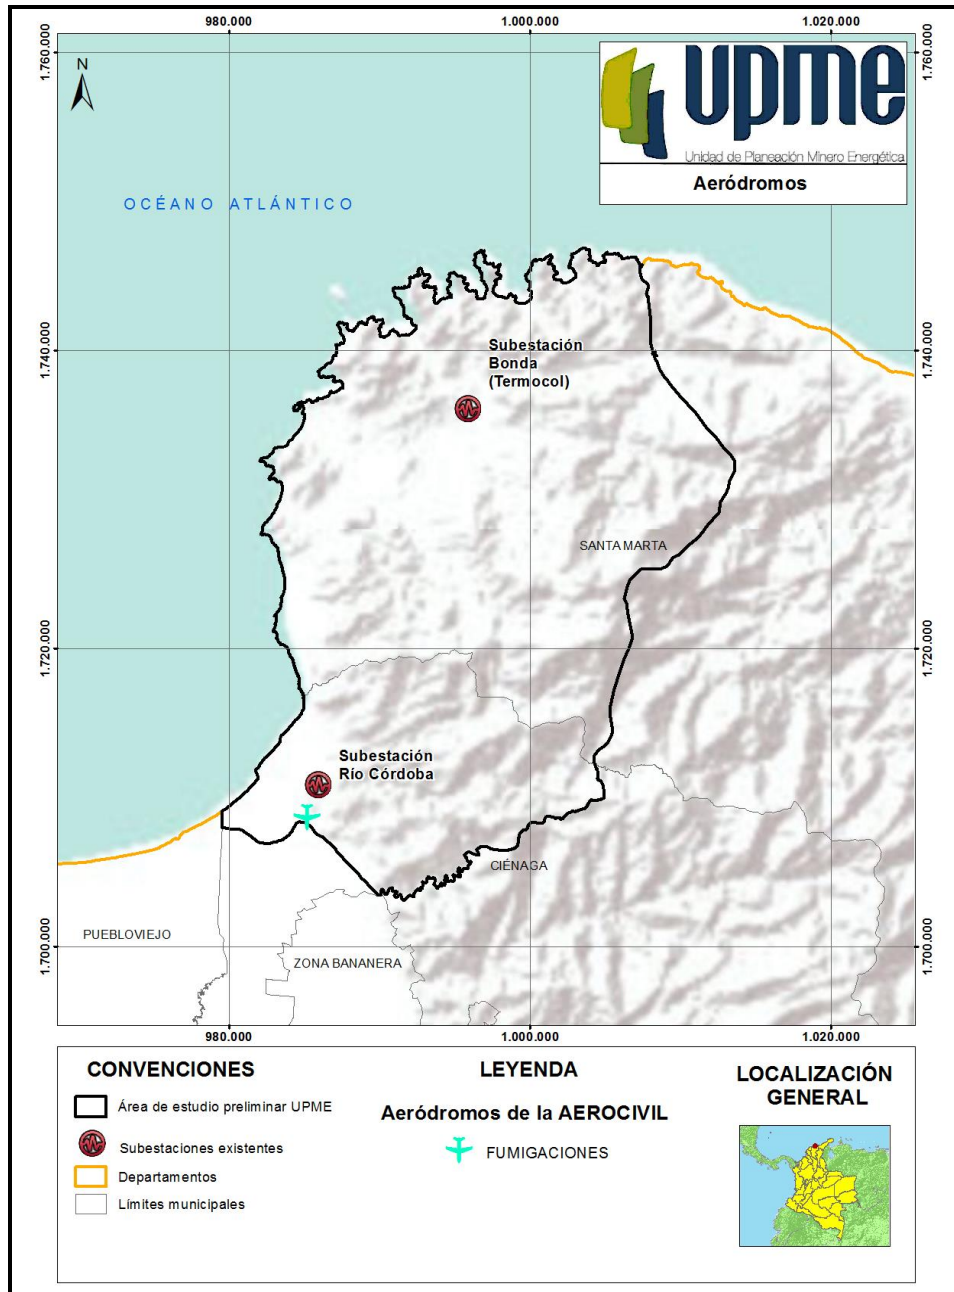 980.000
1.000.000
1.020.000
1.760.000
1.760.000
N
upme
Unidad de Planeación Minero Energética
Aeródromos
OCÉANO ATLÁNTICO
1.740.000
1.740.000
Subestación
Bonda
(Termocol)
SANTA MARTA
1.720.000
1.720.000
Subestación
Río Córdoba
CIÉNAGA
PUEBLOVIEJO
ZONA BANANERA
1.700.000
1.700.000
980.000
1.000.000
1.020.000
CONVENCIONES
Área de estudio preliminar UPME
Subestaciones existentes
Departamentos
Límites municipales
LEYENDA
Aeródromos de la AEROCIVIL
FUMIGACIONES
LOCALIZACIÓN
GENERAL